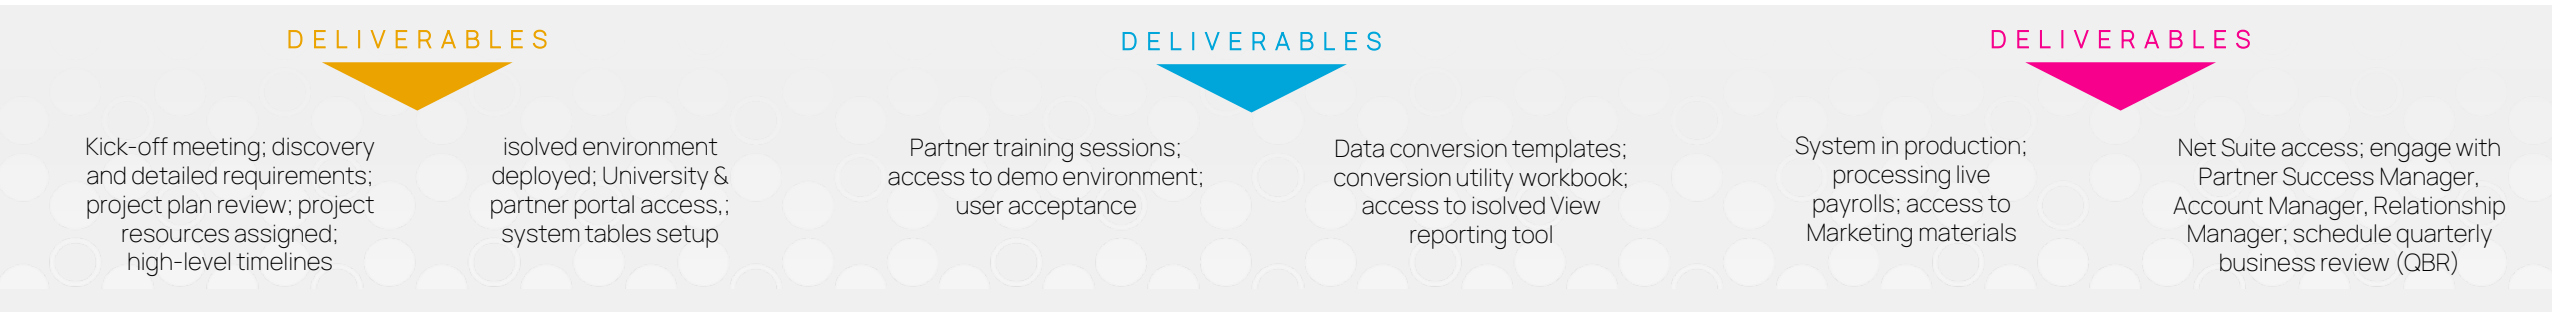 DELIVERABLES
Kick-off meeting; discovery
and detailed requirements;
project plan review; project
resources assigned;
high-level timelines
isolved environment
deployed; University &
partner portal access,;
system tables setup
DELIVERABLES
Partner training sessions;
access to demo environment;
user acceptance
Data conversion templates;
conversion utility workbook;
access to isolved View
reporting tool
DELIVERABLES
System in production;
processing live
payrolls; access to
Marketing materials
Net Suite access; engage with
Partner Success Manager,
Account Manager, Relationship
Manager; schedule quarterly
business review (QBR)